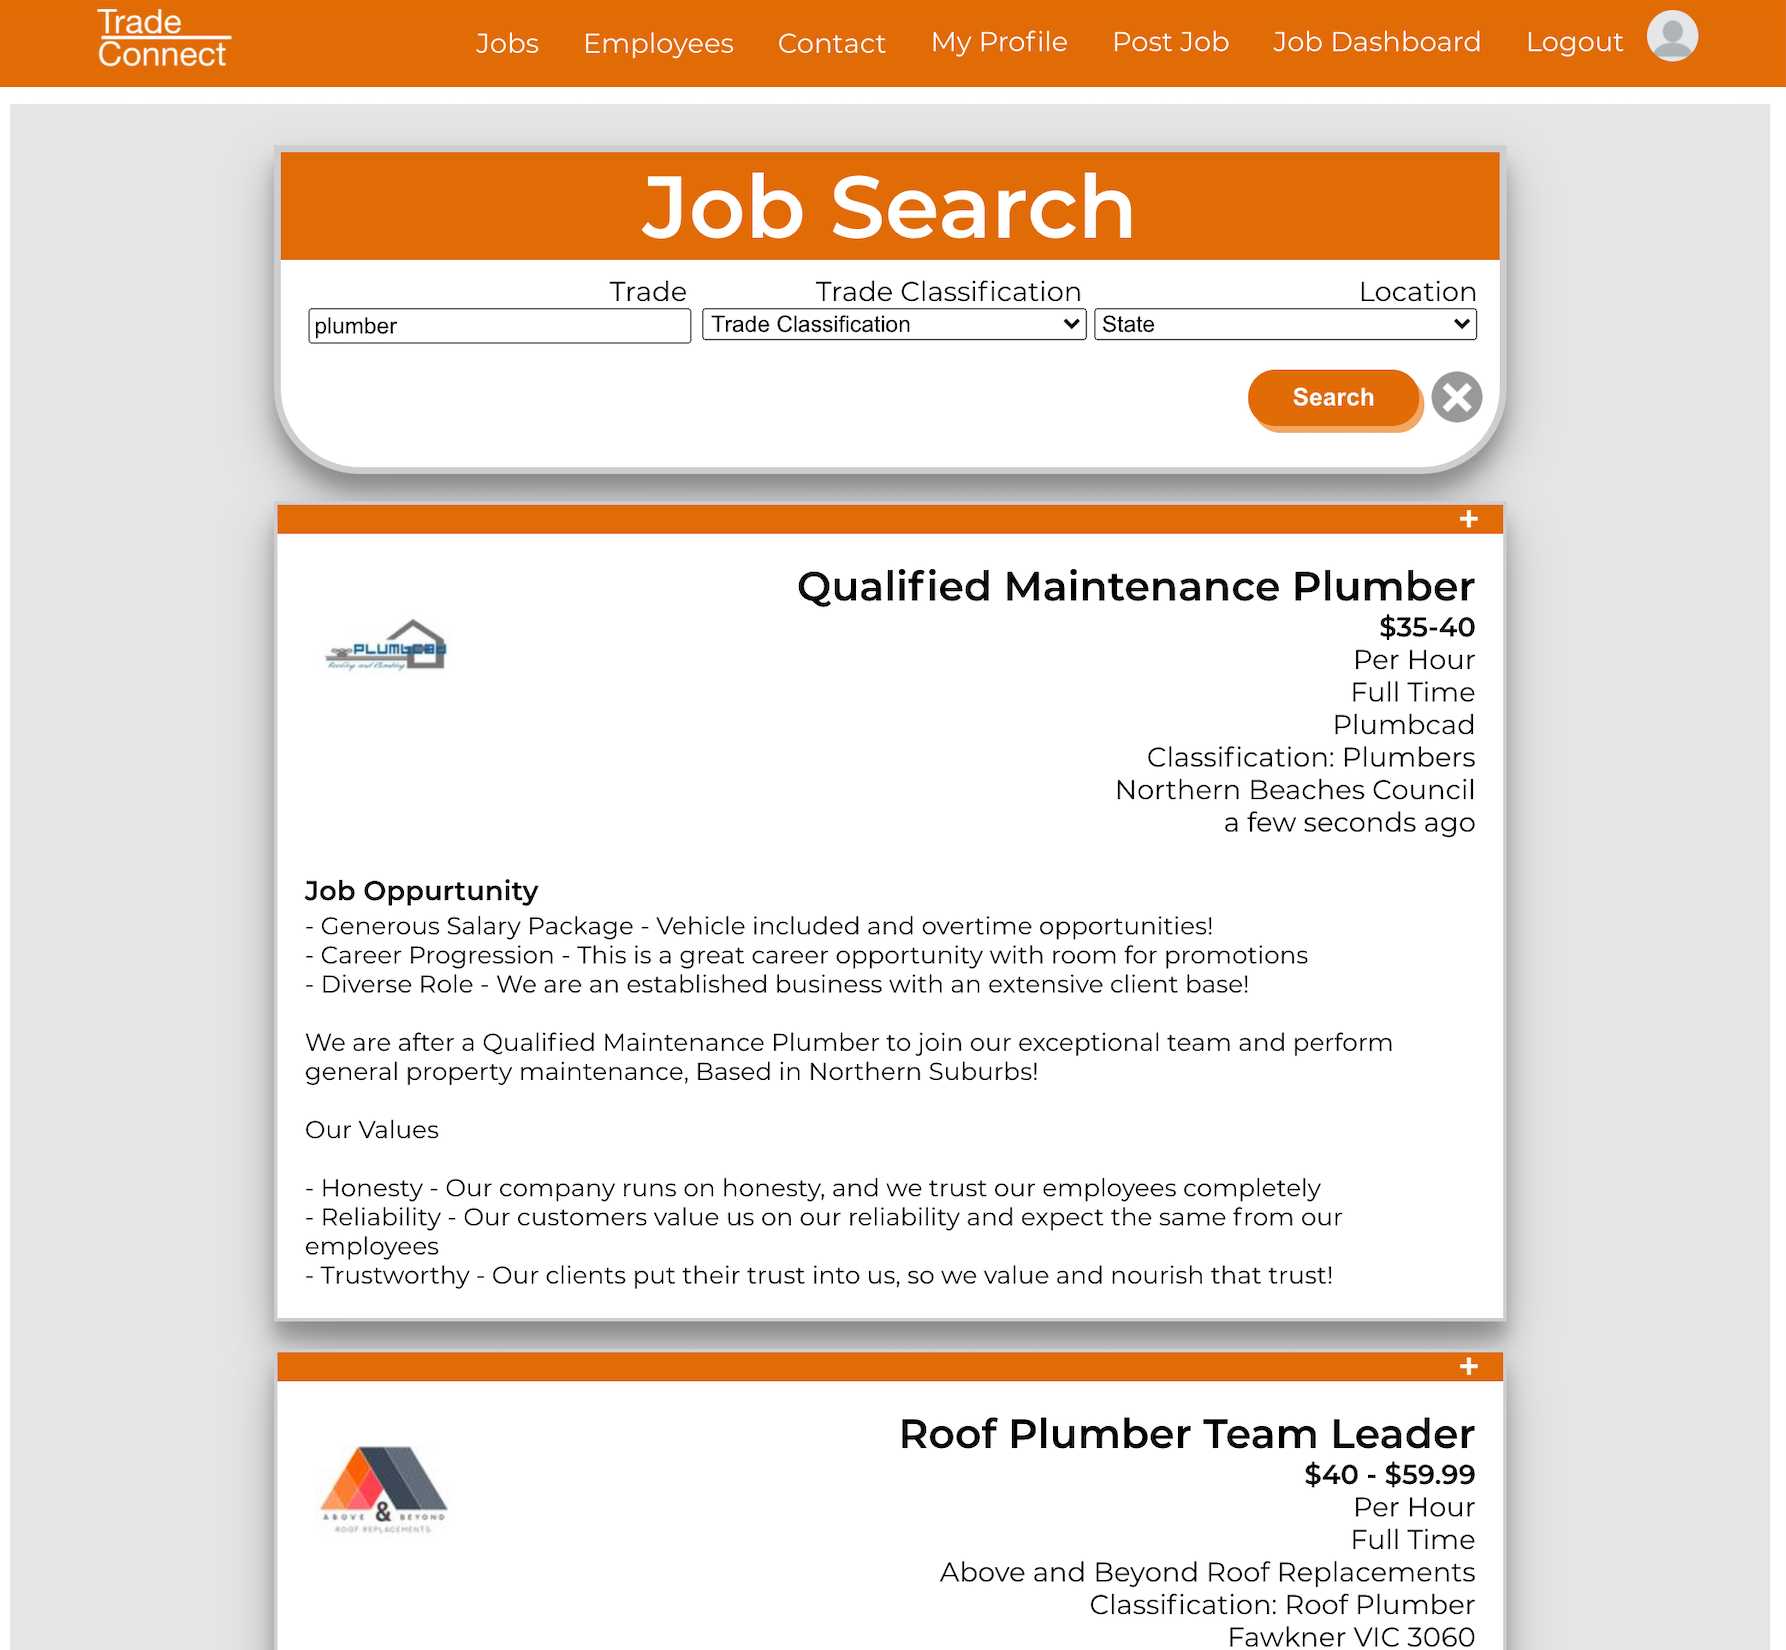 Trade
Connect
Jobs Employees Contact My Profile Post Job Job Dashboard Logout
Job Search
Trade Trade Classification Location
plumber Trade Classification State
Search
+
Qualified Maintenance Plumber
$35-40
Per Hour
Full Time
Plumbcad
Classification: Plumbers
Northern Beaches Council
a few seconds ago
PLUMBCAD
Roofing and Plumbing
Job Oppurtunity
- Generous Salary Package - Vehicle included and overtime opportunities!
- Career Progression - This is a great career opportunity with room for promotions
- Diverse Role - We are an established business with an extensive client base!
We are after a Qualified Maintenance Plumber to join our exceptional team and perform
general property maintenance, Based in Northern Suburbs!
Our Values
- Honesty - Our company runs on honesty, and we trust our employees completely
- Reliability - Our customers value us on our reliability and expect the same from our
employees
- Trustworthy - Our clients put their trust into us, so we value and nourish that trust!
+
Roof Plumber Team Leader
$40 - $59.99
Per Hour
Full Time
Above and Beyond Roof Replacements
Classification: Roof Plumber
Fawkner VIC 3060
ABOVE & BEYOND
ROOF REPLACEMENTS